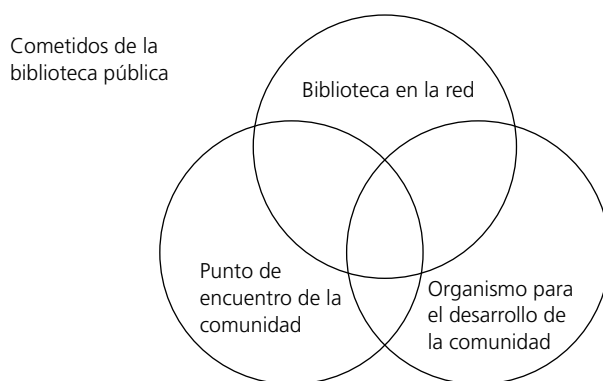 Cometidos de la
biblioteca pública
Biblioteca en la red
Punto de
encuentro de la
comunidad
Organismo para
el desarrollo de
la comunidad